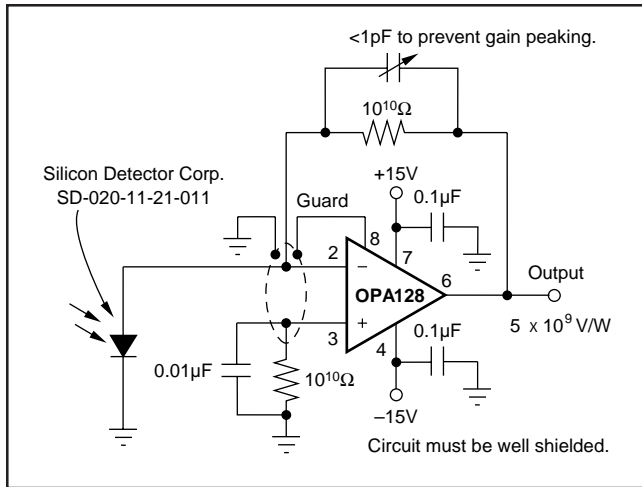 <1pF to prevent gain peaking.
10¹⁰Ω
Silicon Detector Corp.
SD-020-11-21-011
+15V
0.1µF
Guard
8
7
2
–
6
Output
OPA128
5 x 10⁹ V/W
+
3
4
0.1µF
0.01µF
10¹⁰Ω
–15V
Circuit must be well shielded.